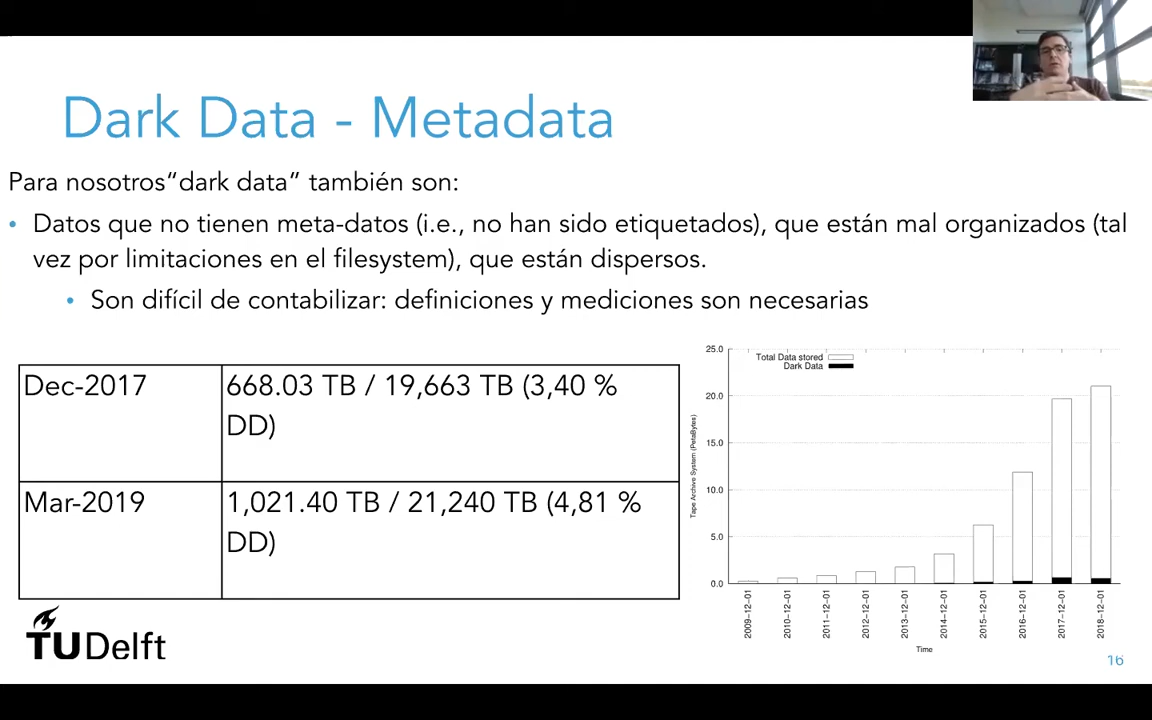 Dark Data - Metadata
Para nosotros“dark data” también son:
• Datos que no tienen meta-datos (i.e., no han sido etiquetados), que están mal organizados (tal
vez por limitaciones en el filesystem), que están dispersos.
• Son difícil de contabilizar: definiciones y mediciones son necesarias
Dec-2017
668.03 TB / 19,663 TB (3,40 %
DD)
Mar-2019
1,021.40 TB / 21,240 TB (4,81 %
DD)
Total Data stored
Dark Data
Tape Archive System (PetaBytes)
25.0
20.0
15.0
10.0
5.0
0.0
2009-12-01
2010-12-01
2011-12-01
2012-12-01
2013-12-01
2014-12-01
2015-12-01
2016-12-01
2017-12-01
2018-12-01
Time
TUDelft
16